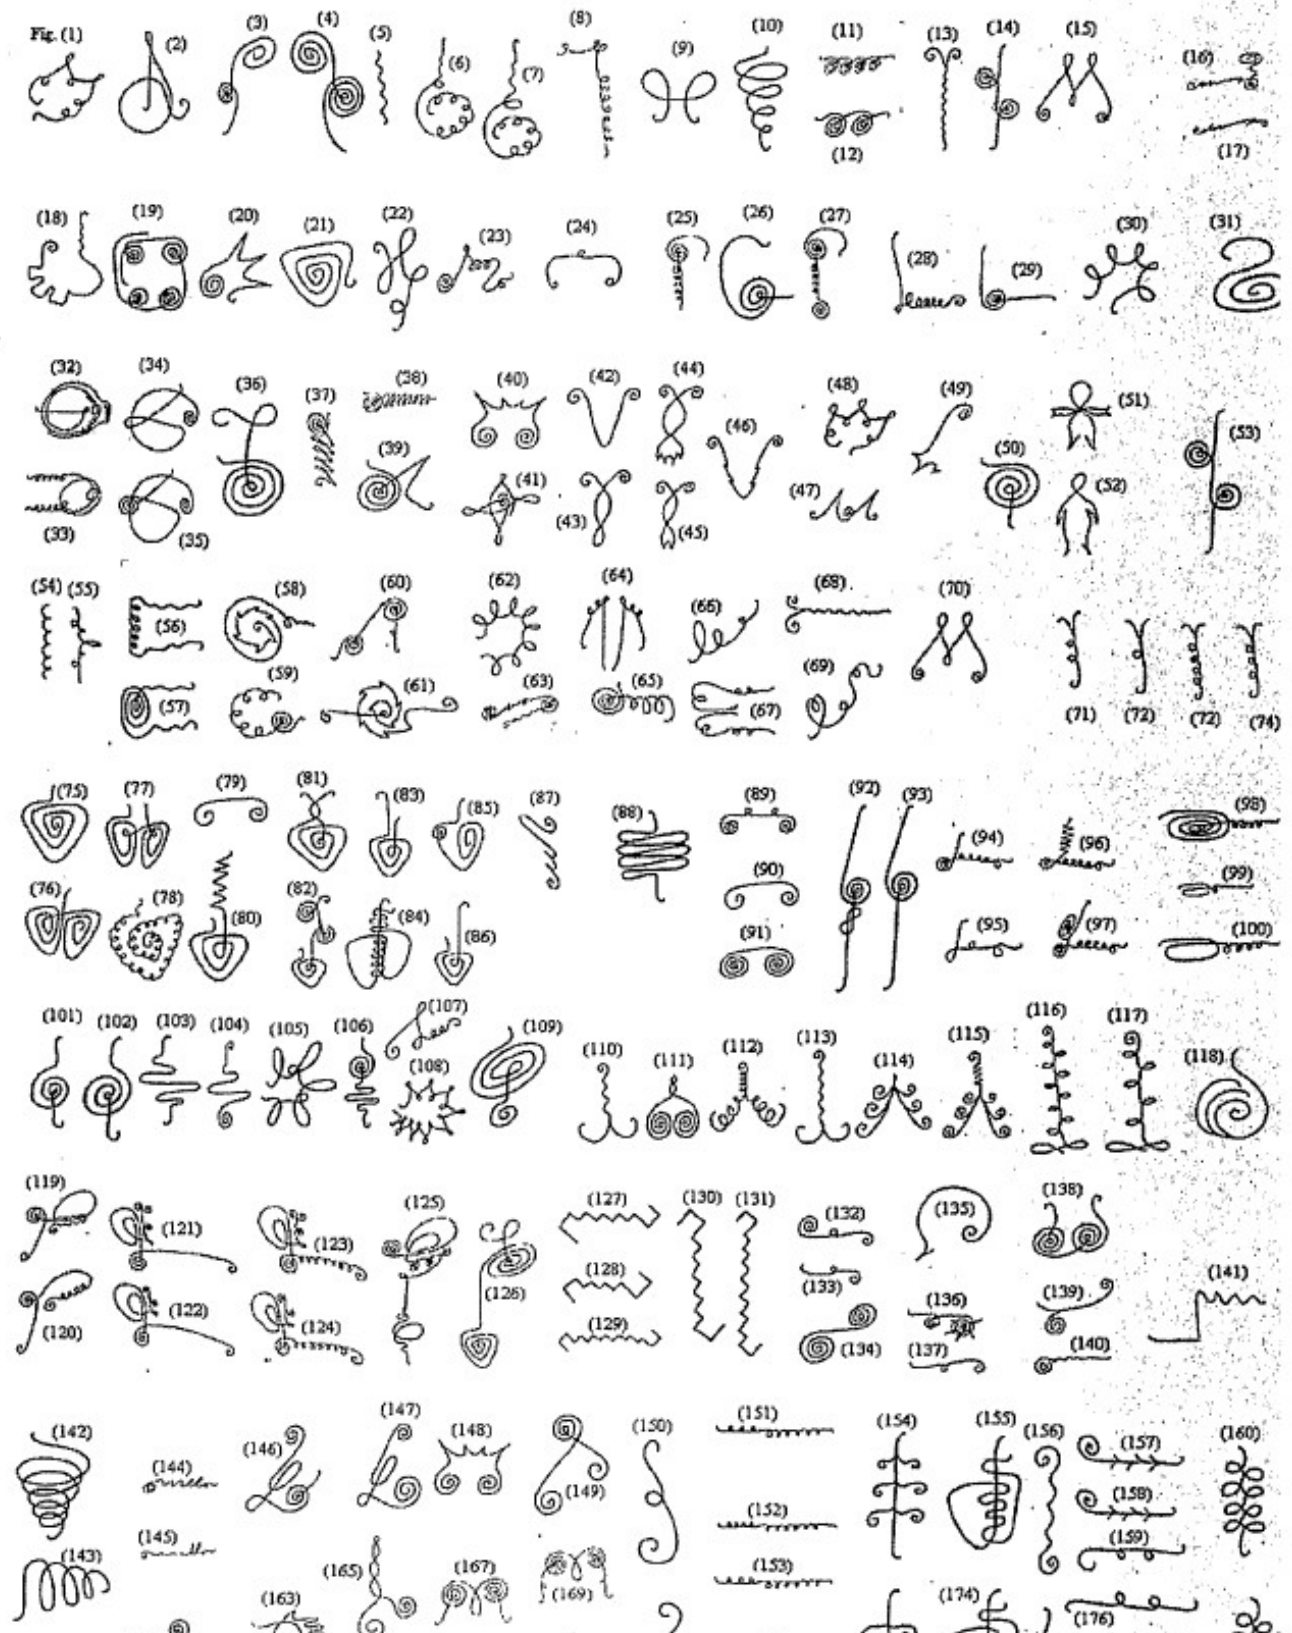 Fig. (1) (2) (3) (4) (5) (6) (7) (8) (9) (10) (11) (13) (14) (15) (16)
(12) (17)
(18) (19) (20) (21) (22) (23) (24) (25) (26) (27) (28) (29) (30) (31)
(32) (34) (36) (37) (38) (40) (42) (44) (46) (48) (49) (50) (51) (53)
(33) (35) (39) (41) (43) (45) (47) (52)
(54) (55) (56) (58) (60) (62) (64) (66) (68) (70)
(57) (59) (61) (63) (65) (67) (69) (71) (72) (72) (74)
(75) (77) (79) (81) (83) (85) (87) (88) (89) (92) (93) (94) (96) (98)
(76) (78) (80) (82) (84) (86) (90) (91) (95) (97) (99) (100)
(101) (102) (103) (104) (105) (106) (107) (108) (109) (110) (111) (112) (113) (114) (115) (116) (117) (118)
(119) (121) (123) (125) (127) (130) (131) (132) (135) (138)
(120) (122) (124) (126) (128) (129) (133) (134) (136) (137) (139) (140) (141)
(142) (144) (146) (147) (148) (149) (150) (151) (154) (155) (156) (157) (160)
(143) (145) (152) (153) (158) (159)
(163) (165) (167) (169) (174) (176)